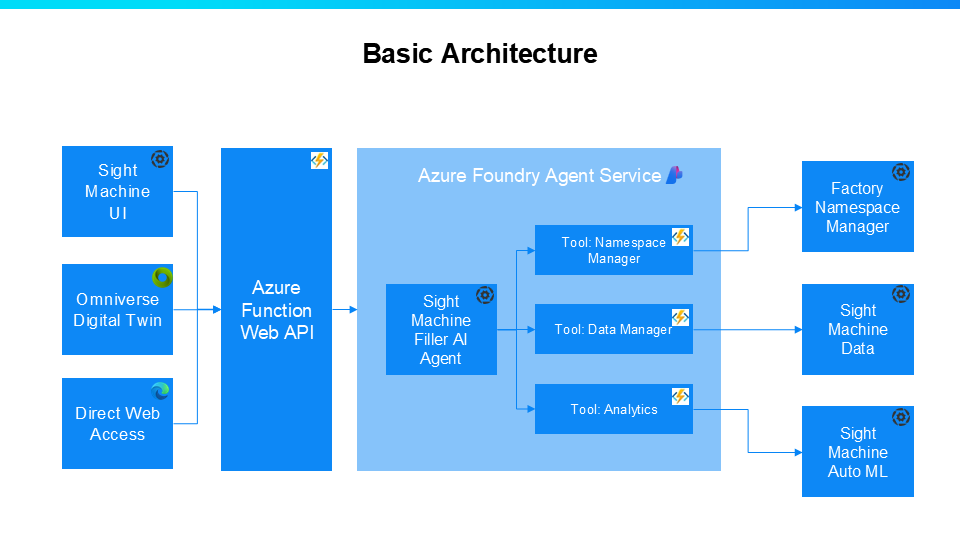 Basic Architecture
Sight
Machine
UI
Omniverse
Digital Twin
Direct Web
Access
Azure
Function
Web API
Azure Foundry Agent Service
Sight
Machine
Filler AI
Agent
Tool: Namespace
Manager
Tool: Data Manager
Tool: Analytics
Factory
Namespace
Manager
Sight
Machine
Data
Sight
Machine
Auto ML